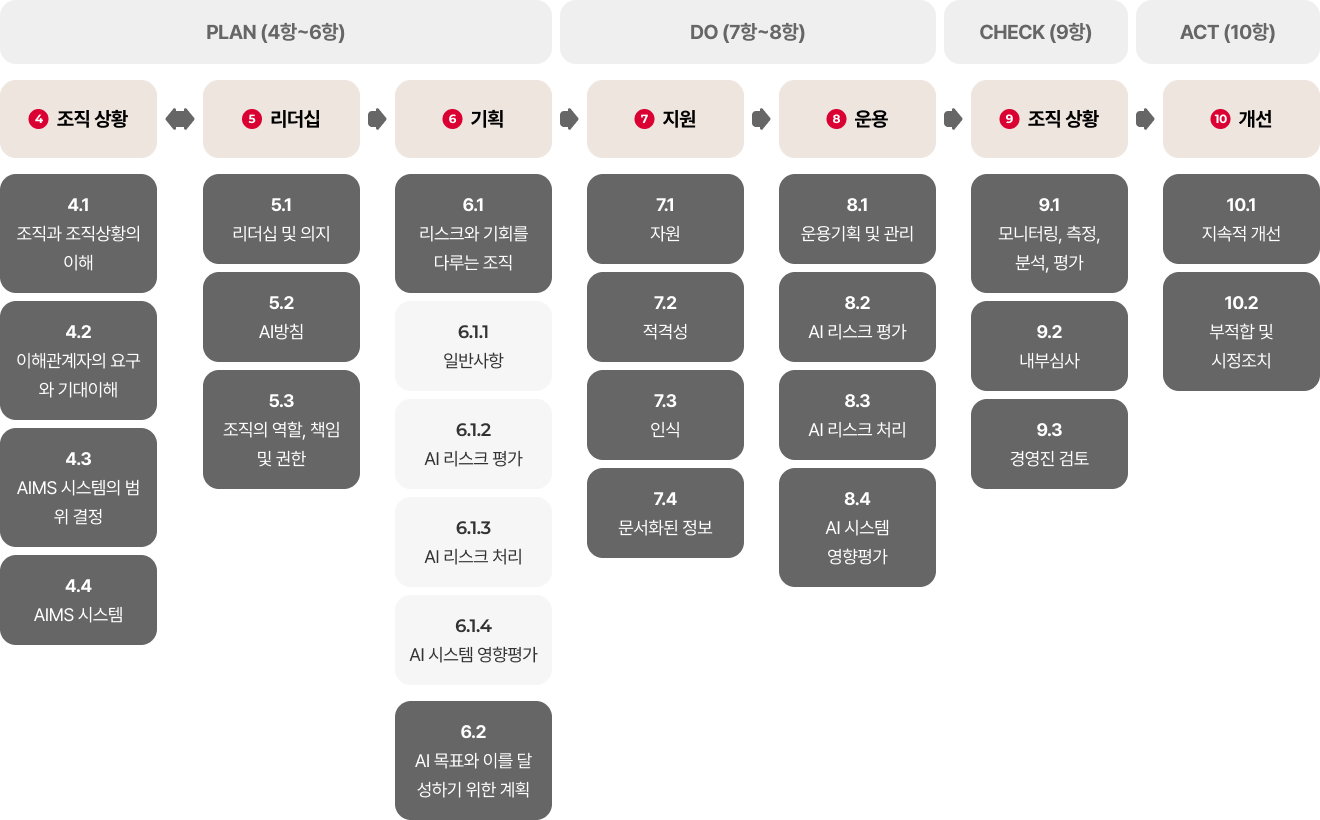 PLAN (4항~6항)
DO (7항~8항)
CHECK (9항)
ACT (10항)
4 조직 상황
5 리더십
6 기획
7 지원
8 운용
9 조직 상황
10 개선
4.1
조직과 조직상황의
이해
4.2
이해관계자의 요구
와 기대이해
4.3
AIMS 시스템의 범
위 결정
4.4
AIMS 시스템
5.1
리더십 및 의지
5.2
AI방침
5.3
조직의 역할, 책임
및 권한
6.1
리스크와 기회를
다루는 조직
6.1.1
일반사항
6.1.2
AI 리스크 평가
6.1.3
AI 리스크 처리
6.1.4
AI 시스템 영향평가
6.2
AI 목표와 이를 달
성하기 위한 계획
7.1
자원
7.2
적격성
7.3
인식
7.4
문서화된 정보
8.1
운용기획 및 관리
8.2
AI 리스크 평가
8.3
AI 리스크 처리
8.4
AI 시스템
영향평가
9.1
모니터링, 측정,
분석, 평가
9.2
내부심사
9.3
경영진 검토
10.1
지속적 개선
10.2
부적합 및
시정조치